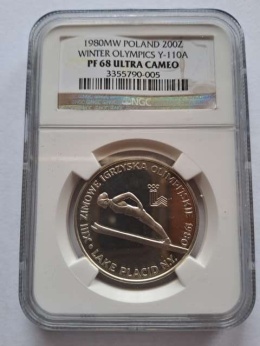 1980MW POLAND 200Z
WINTER OLYMPICS Y-110A
PF 68 ULTRA CAMEO
3355790-005
NGC
XIII ZIMOWE IGRZYSKA OLIMPIJSKIE 1980
LAKE PLACID N.Y.